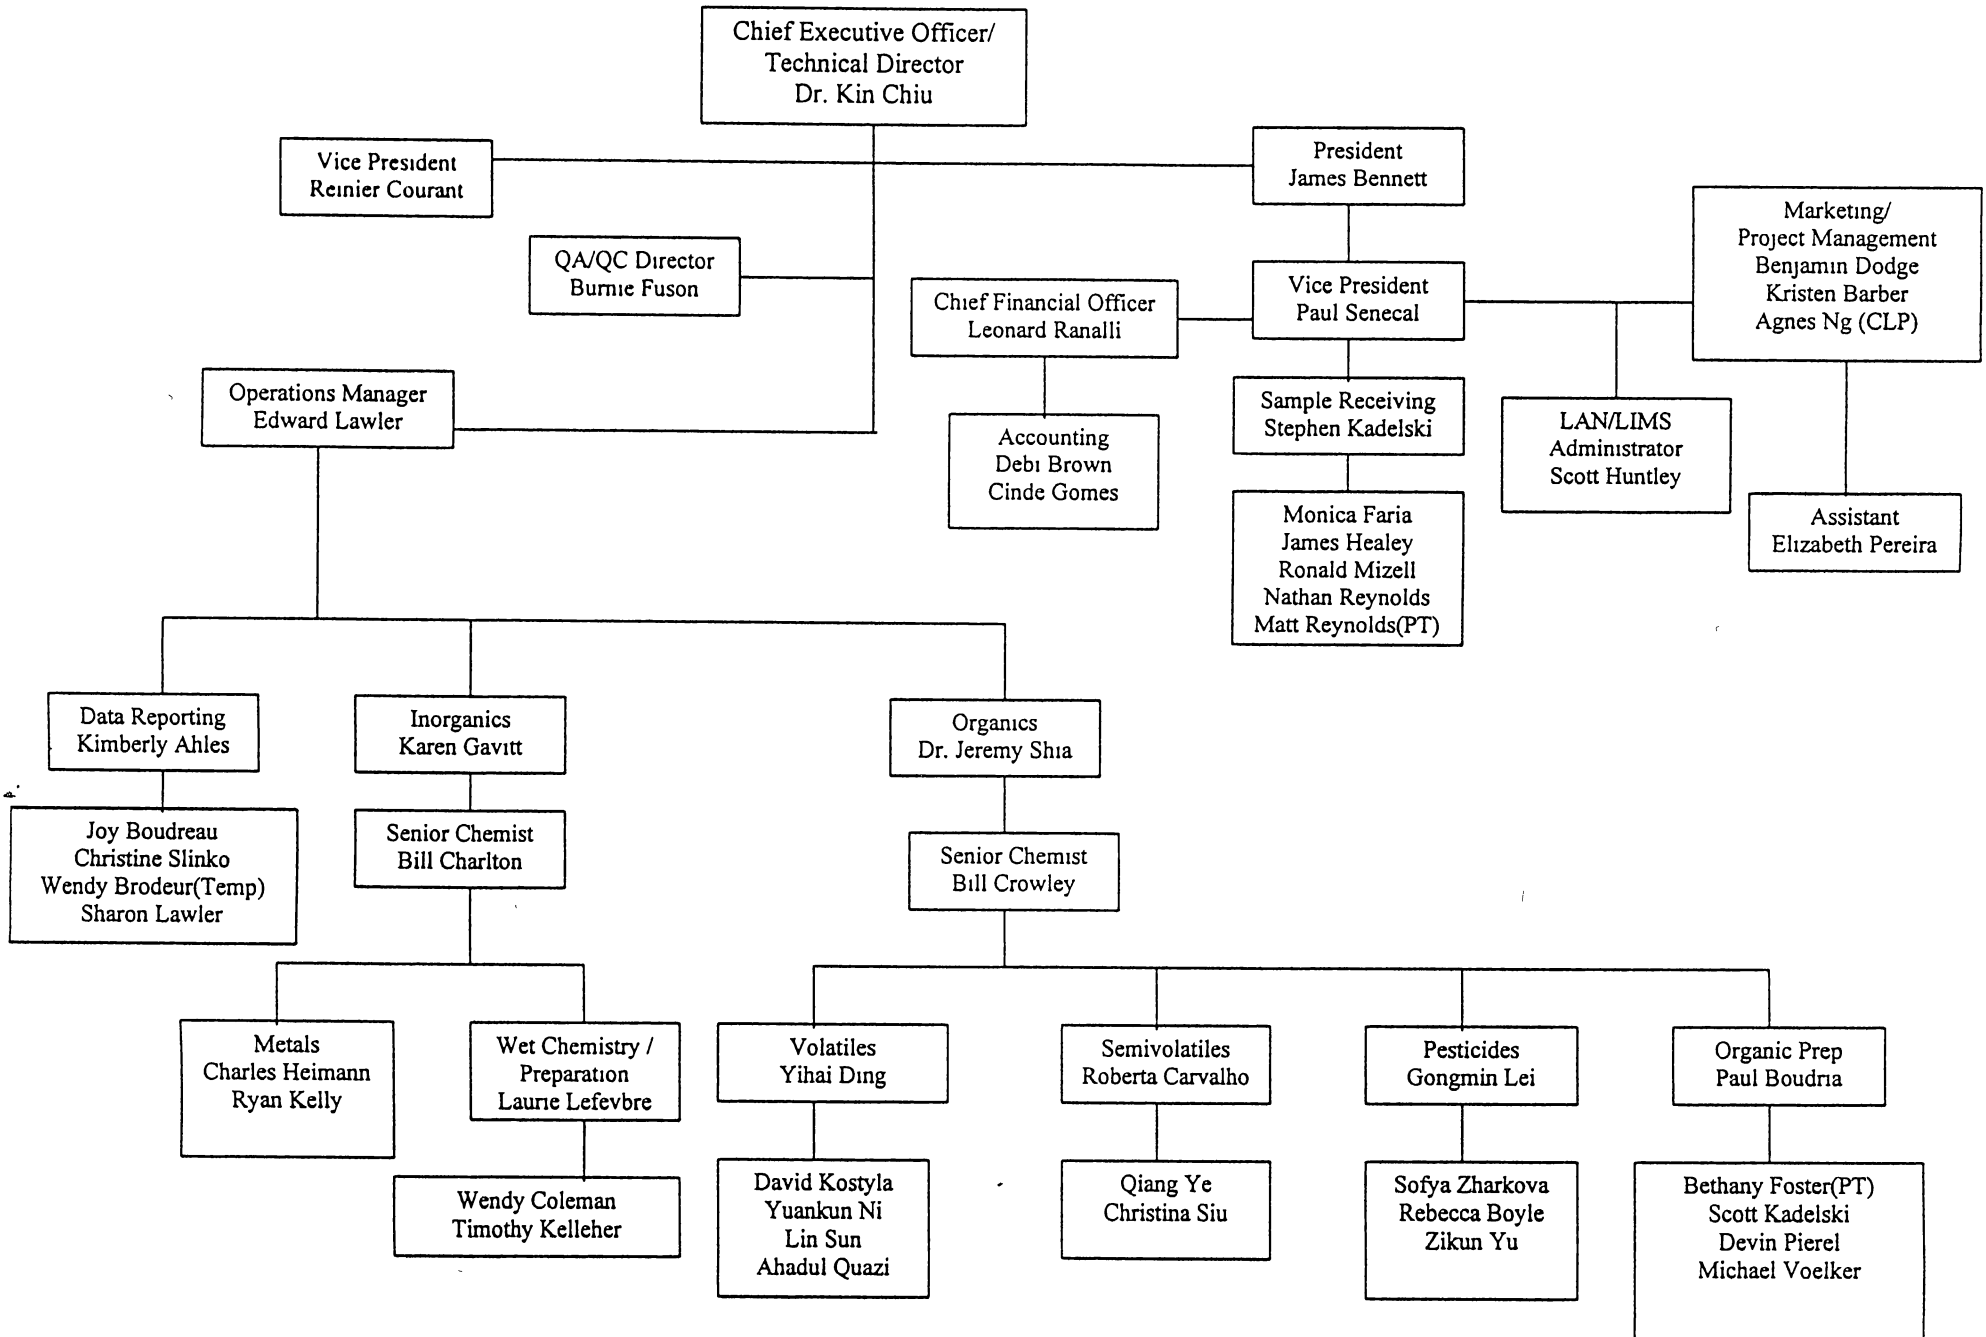 Chief Executive Officer/
Technical Director
Dr. Kin Chiu
Vice President
Reinier Courant
President
James Bennett
Marketing/
Project Management
Benjamin Dodge
Kristen Barber
Agnes Ng (CLP)
QA/QC Director
Burnie Fuson
Chief Financial Officer
Leonard Ranalli
Vice President
Paul Senecal
Operations Manager
Edward Lawler
Accounting
Debi Brown
Cinde Gomes
Sample Receiving
Stephen Kadelski
LAN/LIMS
Administrator
Scott Huntley
Monica Faria
James Healey
Ronald Mizell
Nathan Reynolds
Matt Reynolds(PT)
Assistant
Elizabeth Pereira
Data Reporting
Kimberly Ahles
Inorganics
Karen Gavitt
Organics
Dr. Jeremy Shia
Joy Boudreau
Christine Slinko
Wendy Brodeur(Temp)
Sharon Lawler
Senior Chemist
Bill Charlton
Senior Chemist
Bill Crowley
Metals
Charles Heimann
Ryan Kelly
Wet Chemistry /
Preparation
Laurie Lefevbre
Volatiles
Yihai Ding
Semivolatiles
Roberta Carvalho
Pesticides
Gongmin Lei
Organic Prep
Paul Boudria
Wendy Coleman
Timothy Kelleher
David Kostyla
Yuankun Ni
Lin Sun
Ahadul Quazi
Qiang Ye
Christina Siu
Sofya Zharkova
Rebecca Boyle
Zikun Yu
Bethany Foster(PT)
Scott Kadelski
Devin Pierel
Michael Voelker